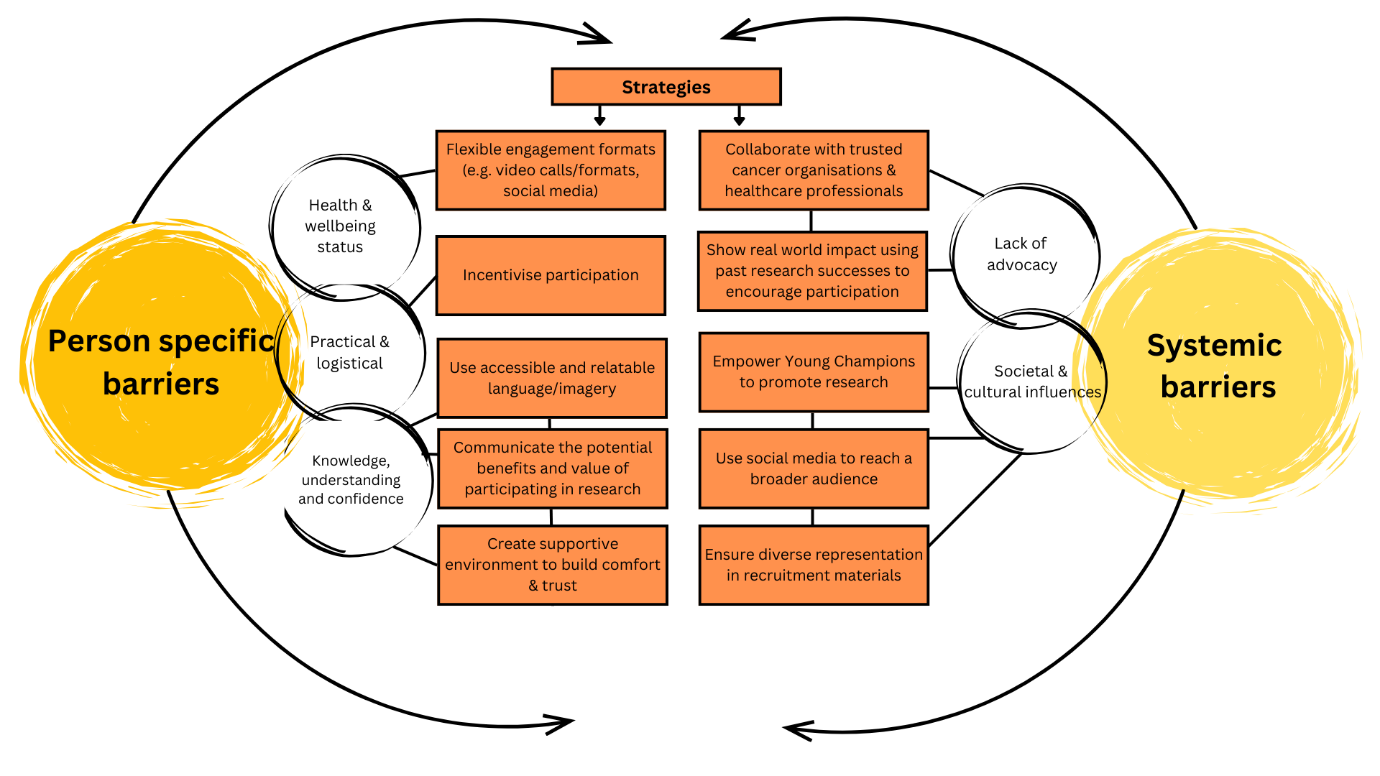 Strategies
Flexible engagement formats
(e.g. video calls/formats,
social media)
Incentivise participation
Use accessible and relatable
language/imagery
Communicate the potential
benefits and value of
participating in research
Create supportive
environment to build comfort
& trust
Collaborate with trusted
cancer organisations &
healthcare professionals
Show real world impact using
past research successes to
encourage participation
Empower Young Champions
to promote research
Use social media to reach a
broader audience
Ensure diverse representation
in recruitment materials
Health &
wellbeing
status
Practical &
logistical
Knowledge,
understanding
and confidence
Person specific
barriers
Lack of
advocacy
Societal &
cultural influences
Systemic
barriers